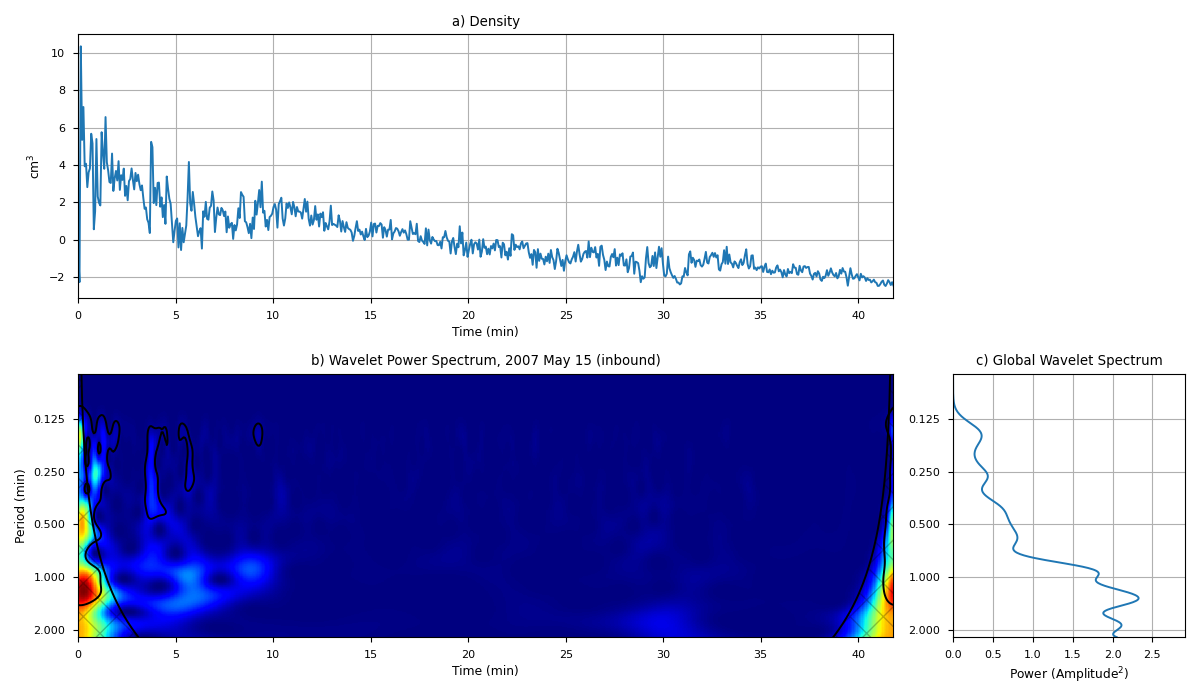 a) Density
cm³
10
8
6
4
2
0
−2
0 5 10 15 20 25 30 35 40
Time (min)
b) Wavelet Power Spectrum, 2007 May 15 (inbound)
Period (min)
0.125
0.250
0.500
1.000
2.000
0 5 10 15 20 25 30 35 40
Time (min)
c) Global Wavelet Spectrum
0.125
0.250
0.500
1.000
2.000
0.0 0.5 1.0 1.5 2.0 2.5
Power (Amplitude²)